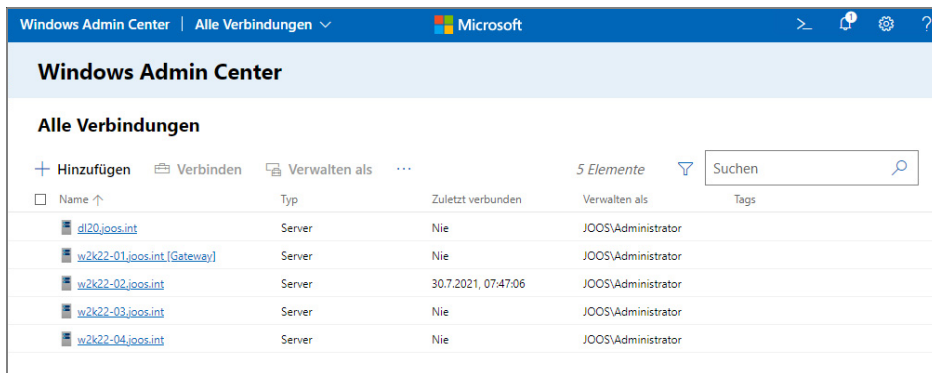 Windows Admin Center | Alle Verbindungen Microsoft >_ 1 ?
Windows Admin Center
Alle Verbindungen
Hinzufügen Verbinden Verwalten als ... 5 Elemente Suchen
Name Typ Zuletzt verbunden Verwalten als Tags
dl20.joos.int Server Nie JOOS\Administrator
w2k22-01.joos.int [Gateway] Server Nie JOOS\Administrator
w2k22-02.joos.int Server 30.7.2021, 07:47:06 JOOS\Administrator
w2k22-03.joos.int Server Nie JOOS\Administrator
w2k22-04.joos.int Server Nie JOOS\Administrator